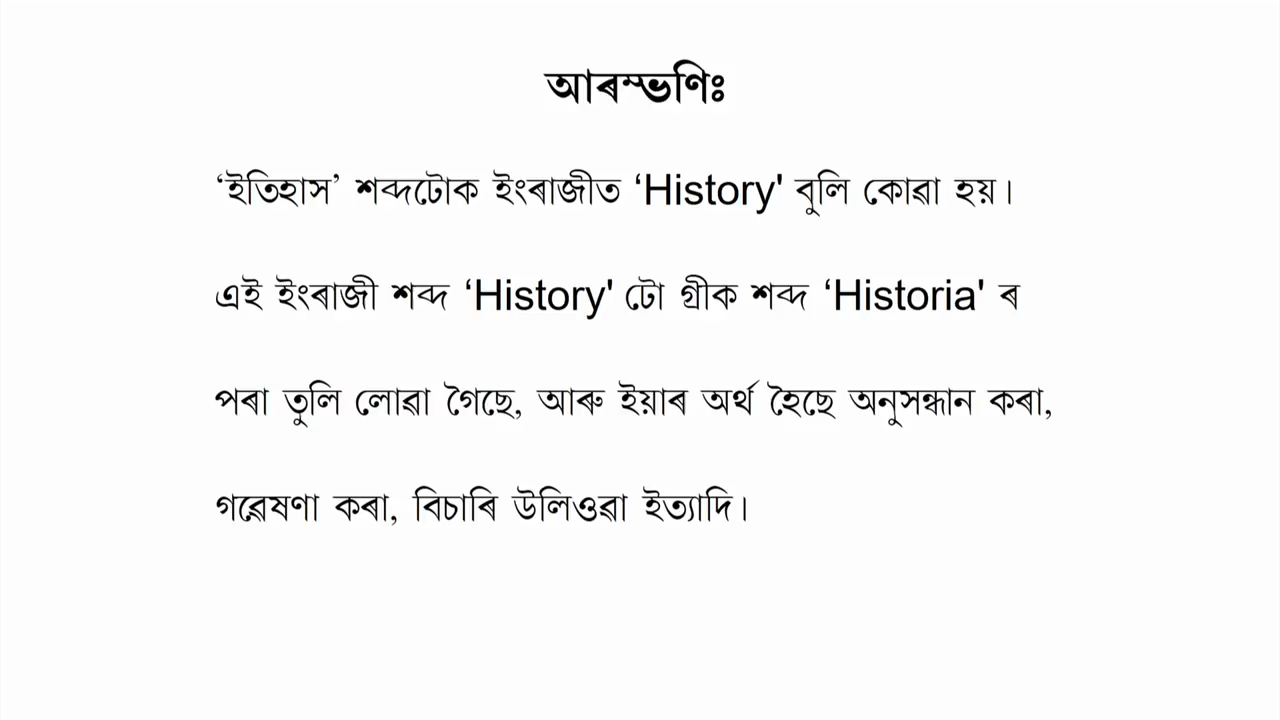 আৰম্ভণিঃ
‘ইতিহাস’ শব্দটোক ইংৰাজীত ‘History' বুলি কোৱা হয়।
এই ইংৰাজী শব্দ ‘History' টো গ্ৰীক শব্দ ‘Historia' ৰ
পৰা তুলি লোৱা গৈছে, আৰু ইয়াৰ অৰ্থ হৈছে অনুসন্ধান কৰা,
গৱেষণা কৰা, বিচাৰি উলিওৱা ইত্যাদি।